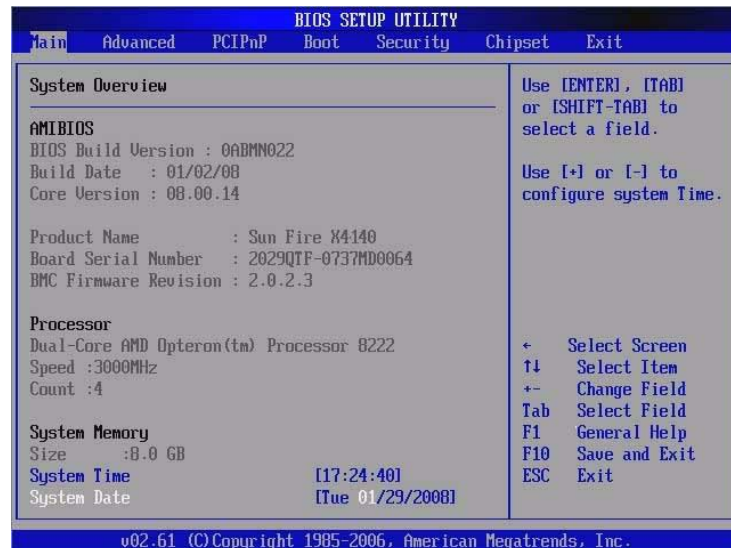 BIOS SETUP UTILITY
Main Advanced PCIPnP Boot Security Chipset Exit
System Overview
AMIBIOS
BIOS Build Version : 0ABMN022
Build Date : 01/02/08
Core Version : 08.00.14
Product Name : Sun Fire X4140
Board Serial Number : 2029QTF-0737MD0064
BMC Firmware Revision : 2.0.2.3
Processor
Dual-Core AMD Opteron(tm) Processor 8222
Speed :3000MHz
Count :4
System Memory
Size :8.0 GB
System Time [17:24:40]
System Date [Tue 01/29/2008]
Use [ENTER], [TAB]
or [SHIFT-TAB] to
select a field.
Use [+] or [-] to
configure system Time.
← Select Screen
↑↓ Select Item
+- Change Field
Tab Select Field
F1 General Help
F10 Save and Exit
ESC Exit
v02.61 (C)Copyright 1985-2006, American Megatrends, Inc.